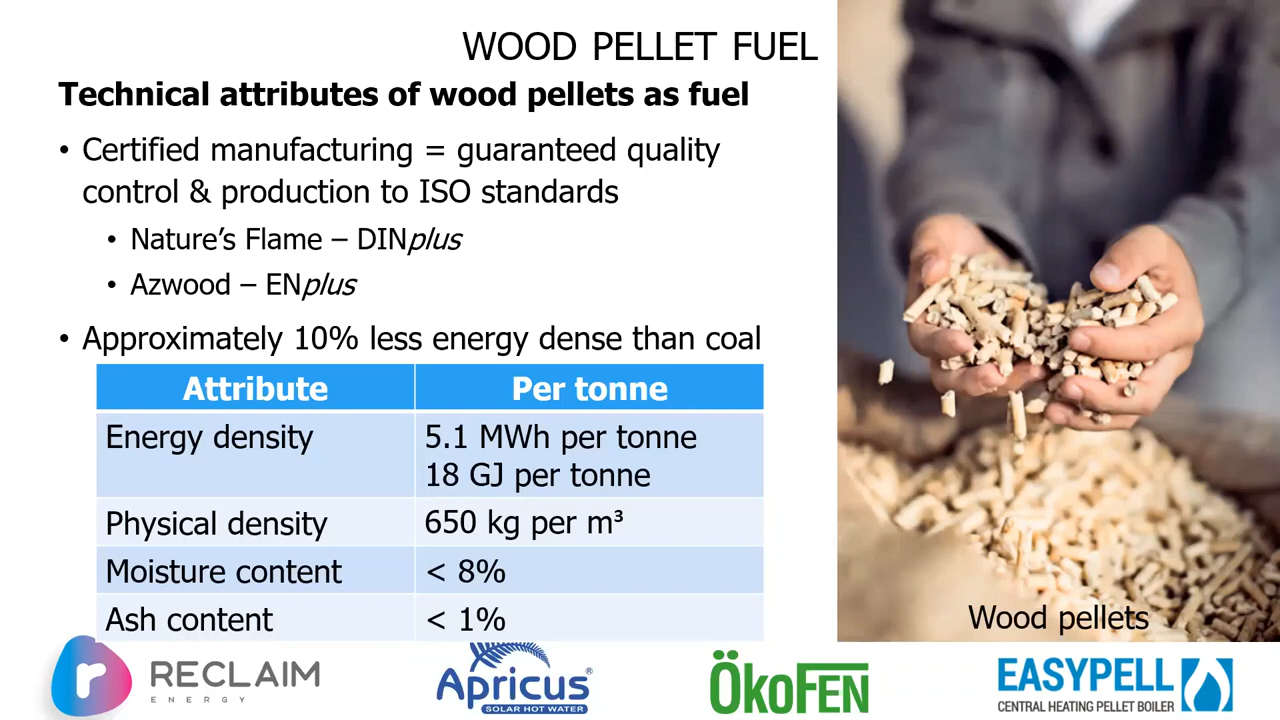 WOOD PELLET FUEL
Technical attributes of wood pellets as fuel
• Certified manufacturing = guaranteed quality
control & production to ISO standards
• Nature’s Flame – DINplus
• Azwood – ENplus
• Approximately 10% less energy dense than coal
Attribute Per tonne
Energy density 5.1 MWh per tonne
18 GJ per tonne
Physical density 650 kg per m³
Moisture content < 8%
Ash content < 1%
Wood pellets
r RECLAIM
ENERGY
Apricus®
SOLAR HOT WATER
ÖkoFEN
EASYPELL
CENTRAL HEATING PELLET BOILER